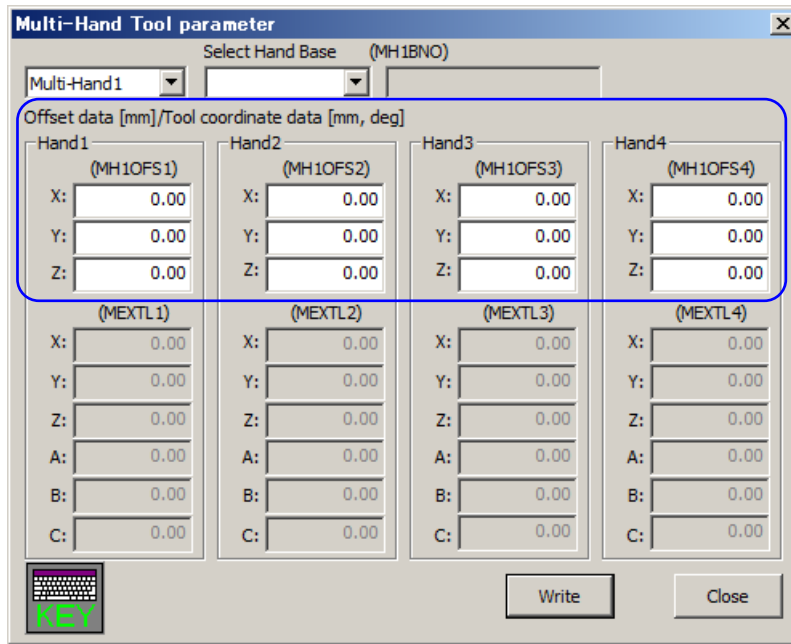 Multi-Hand Tool parameter
Select Hand Base (MH1BNO)
Multi-Hand1
Offset data [mm]/Tool coordinate data [mm, deg]
Hand1 Hand2 Hand3 Hand4
(MH1OFS1) (MH1OFS2) (MH1OFS3) (MH1OFS4)
X: 0.00 X: 0.00 X: 0.00 X: 0.00
Y: 0.00 Y: 0.00 Y: 0.00 Y: 0.00
Z: 0.00 Z: 0.00 Z: 0.00 Z: 0.00
(MEXTL1) (MEXTL2) (MEXTL3) (MEXTL4)
X: 0.00 X: 0.00 X: 0.00 X: 0.00
Y: 0.00 Y: 0.00 Y: 0.00 Y: 0.00
Z: 0.00 Z: 0.00 Z: 0.00 Z: 0.00
A: 0.00 A: 0.00 A: 0.00 A: 0.00
B: 0.00 B: 0.00 B: 0.00 B: 0.00
C: 0.00 C: 0.00 C: 0.00 C: 0.00
KEY Write Close